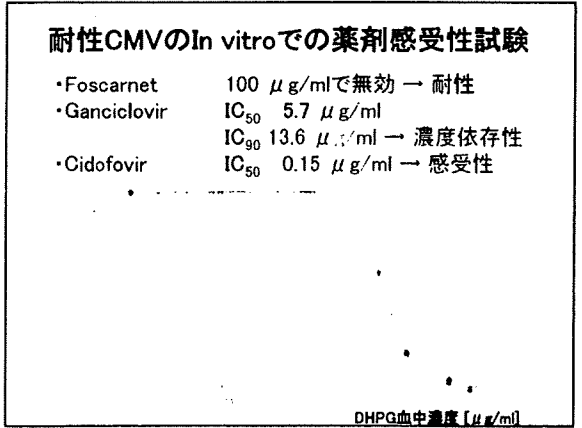 耐性CMVのIn vitroでの薬剤感受性試験
・Foscarnet 100 μg/mlで無効 → 耐性
・Ganciclovir IC50 5.7 μg/ml
IC90 13.6 μ /ml → 濃度依存性
・Cidofovir IC50 0.15 μg/ml → 感受性
DHPG血中濃度 [μg/ml]